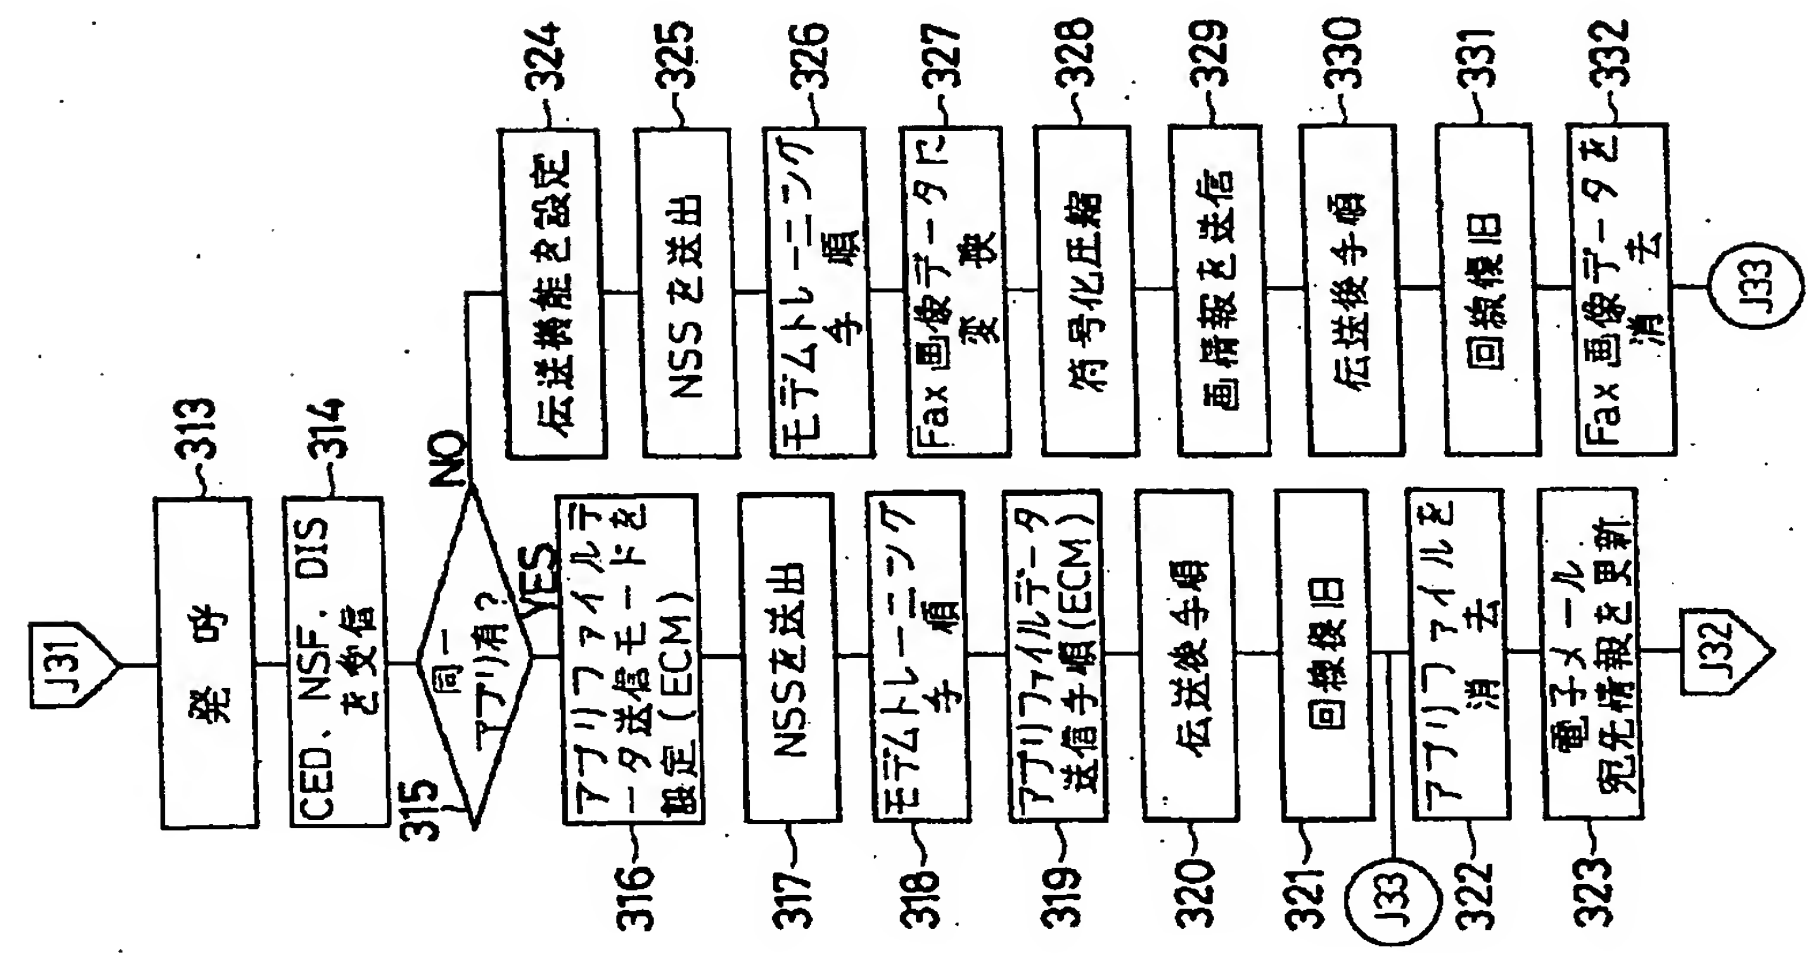 J31
発呼
313
CED、NSF、DIS
を受信
314
同一
アプリ有?
315
NO
YES
アプリファイルデ
ータ送信モードを
設定(ECM)
316
NSSを送出
317
モデムトレーニング
手順
318
アプリファイルデータ
送信手順(ECM)
319
伝送後手順
320
回線復旧
321
J33
アプリファイルを
消去
322
電子メール
宛先情報を更新
323
J32
伝送機能を設定
324
NSSを送出
325
モデムトレーニング
手順
326
Fax画像データに
変換
327
符号化圧縮
328
画情報を送信
329
伝送後手順
330
回線復旧
331
Fax画像データを
消去
332
J33